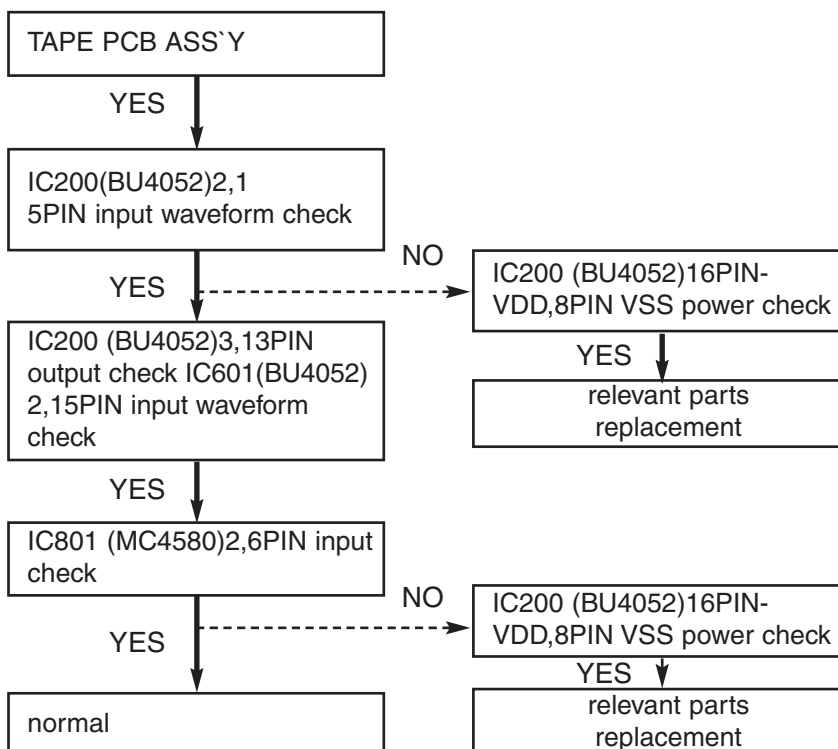 TAPE PCB ASS`Y
YES
IC200(BU4052)2,1
5PIN input waveform check
NO
YES
IC200 (BU4052)16PIN-
VDD,8PIN VSS power check
IC200 (BU4052)3,13PIN
output check IC601(BU4052)
2,15PIN input waveform
check
YES
relevant parts
replacement
YES
IC801 (MC4580)2,6PIN input
check
NO
YES
IC200 (BU4052)16PIN-
VDD,8PIN VSS power check
YES
normal
relevant parts
replacement